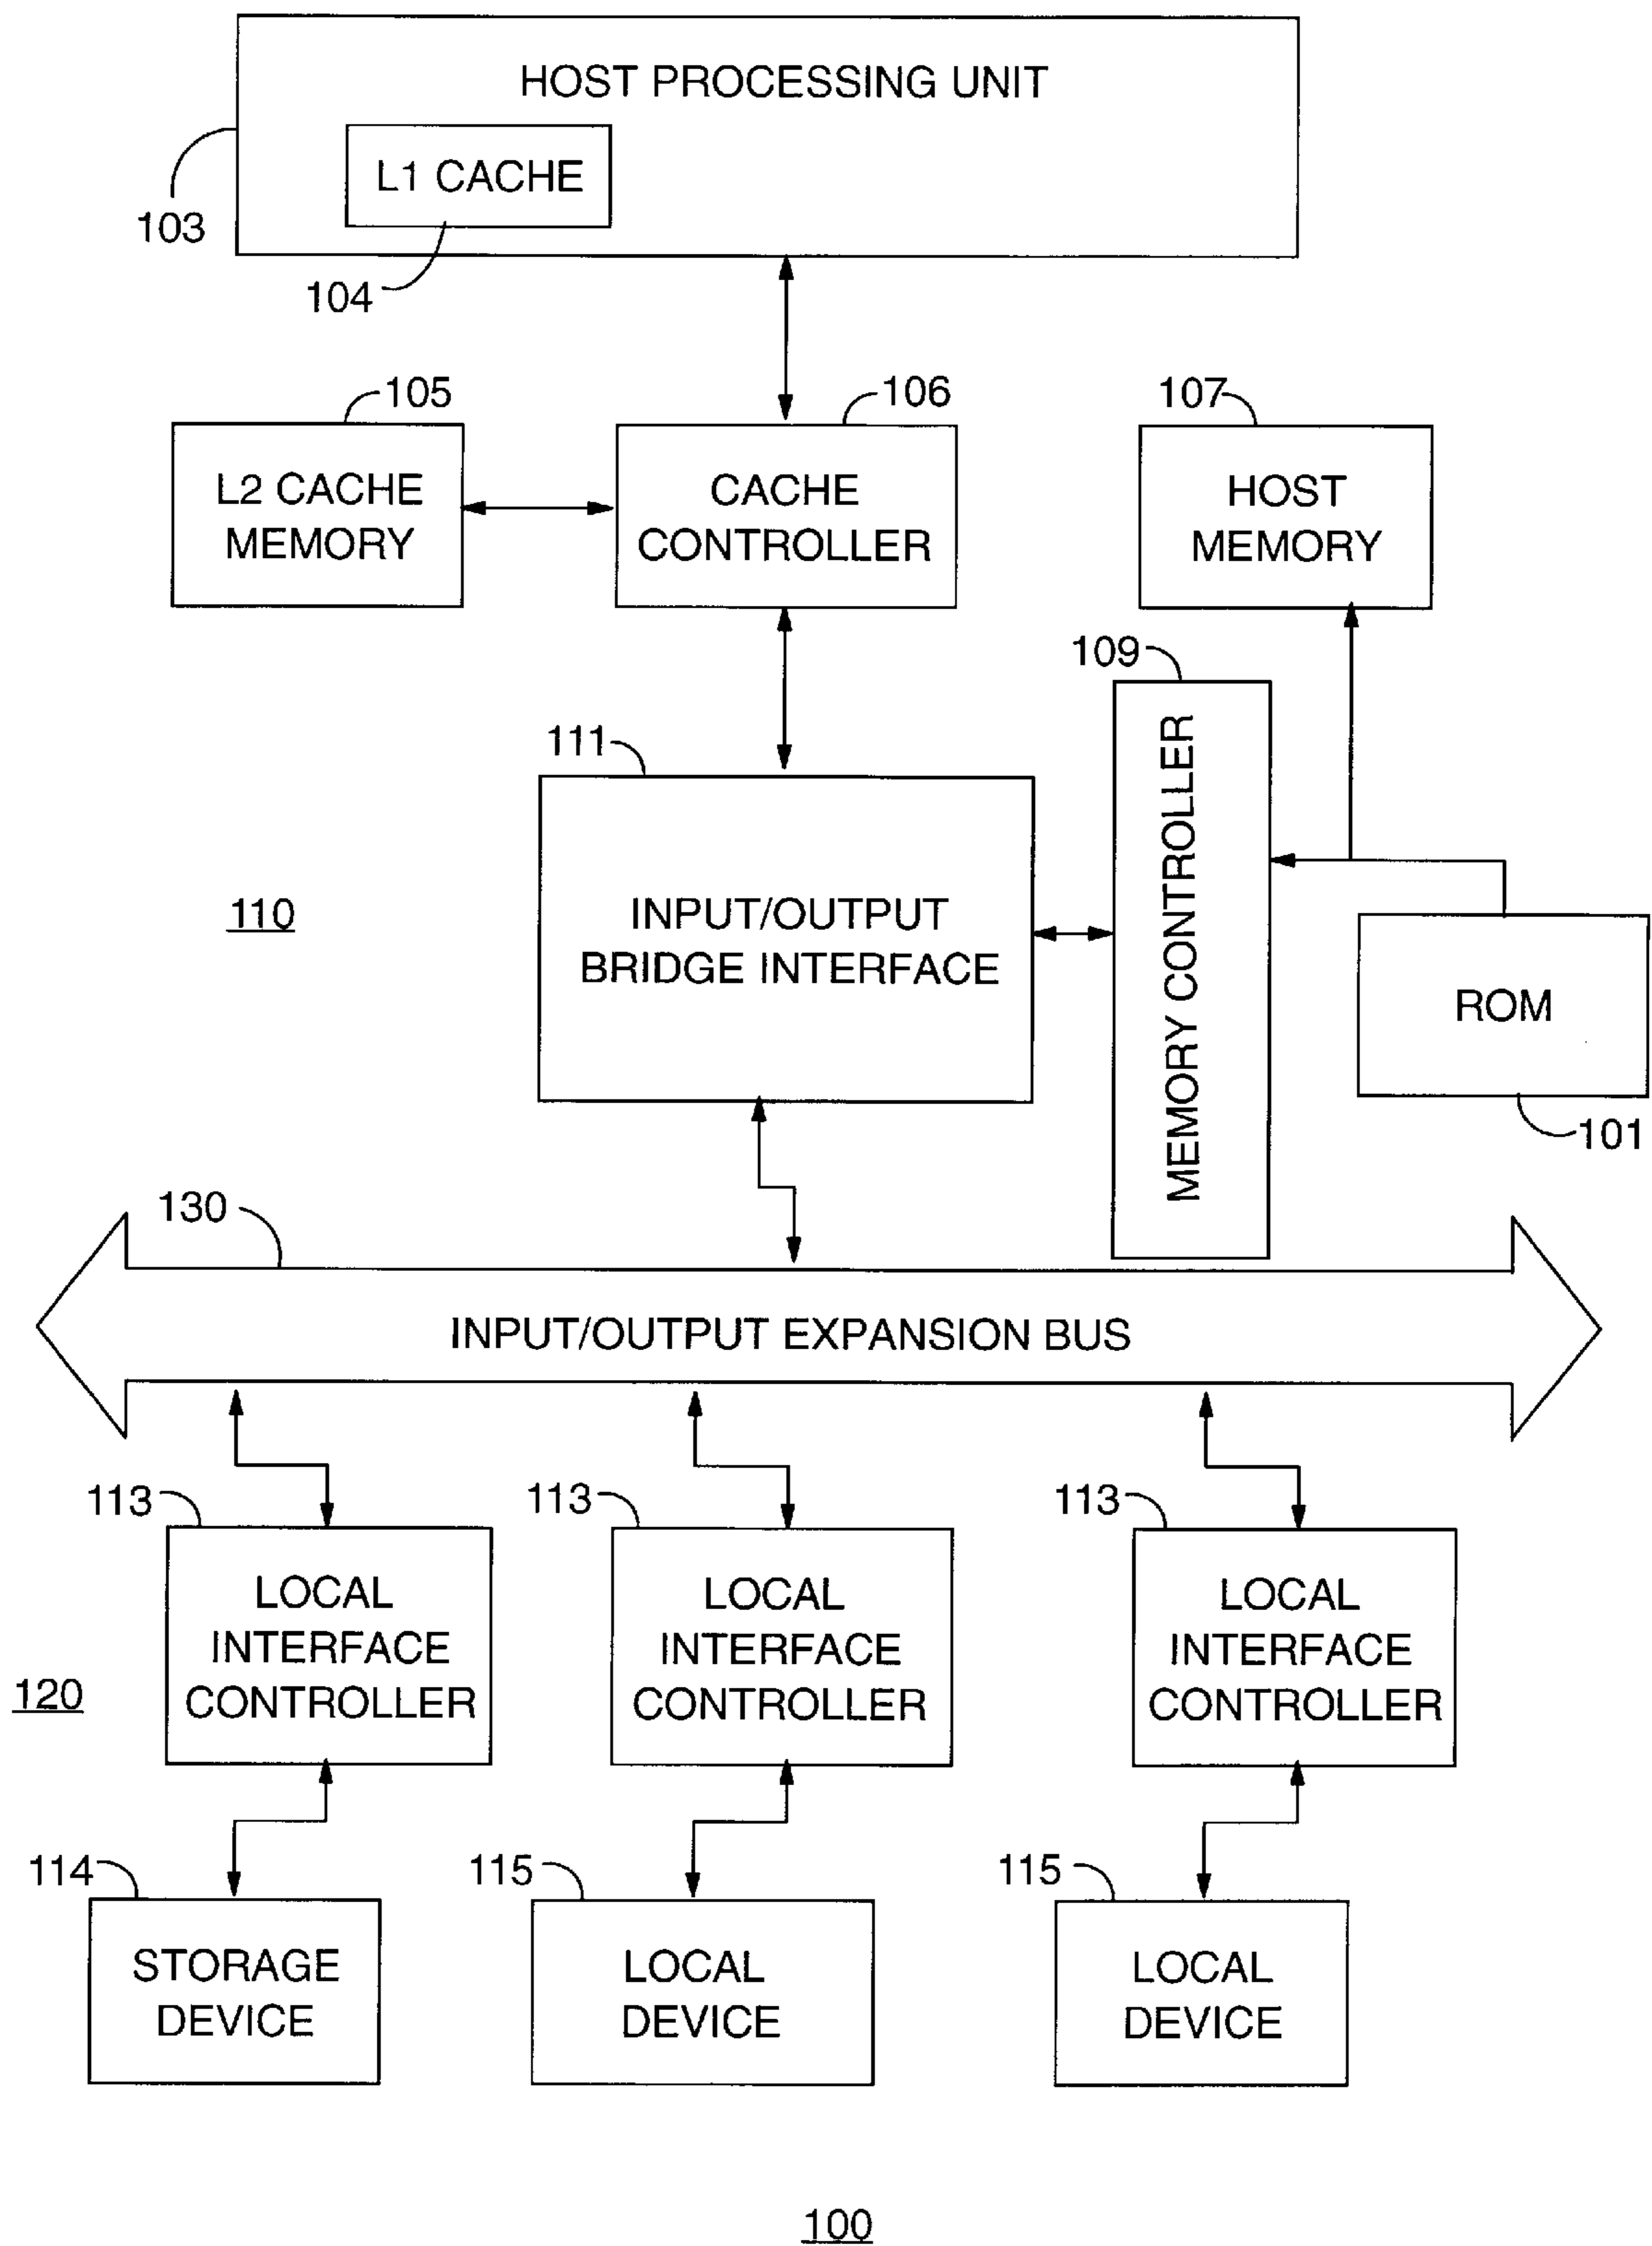 HOST PROCESSING UNIT
L1 CACHE
103
104
105
106
107
L2 CACHE
MEMORY
CACHE
CONTROLLER
HOST
MEMORY
109
111
MEMORY CONTROLLER
110
INPUT/OUTPUT
BRIDGE INTERFACE
ROM
101
130
INPUT/OUTPUT EXPANSION BUS
113
113
113
LOCAL
INTERFACE
CONTROLLER
LOCAL
INTERFACE
CONTROLLER
LOCAL
INTERFACE
CONTROLLER
120
114
115
115
STORAGE
DEVICE
LOCAL
DEVICE
LOCAL
DEVICE
100